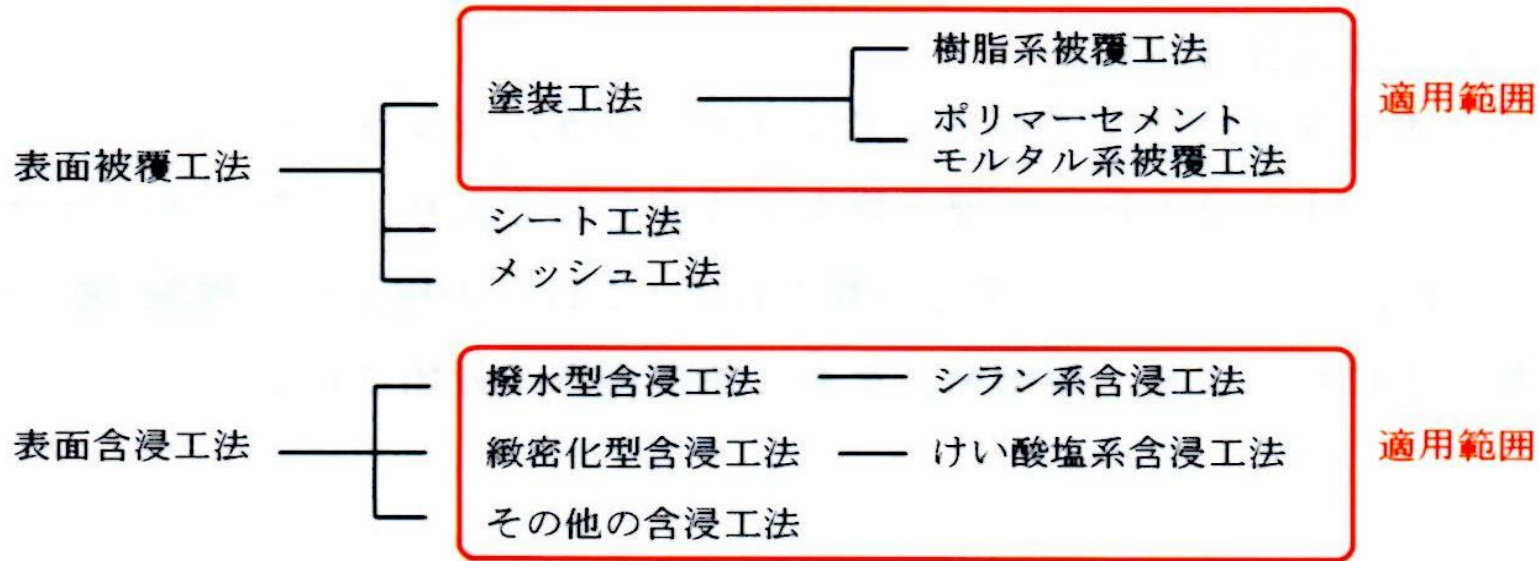 樹脂系被覆工法
塗装工法
適用範囲
ポリマーセメント
モルタル系被覆工法
表面被覆工法
シート工法
メッシュ工法
撥水型含浸工法
シラン系含浸工法
表面含浸工法
緻密化型含浸工法
けい酸塩系含浸工法
適用範囲
その他の含浸工法